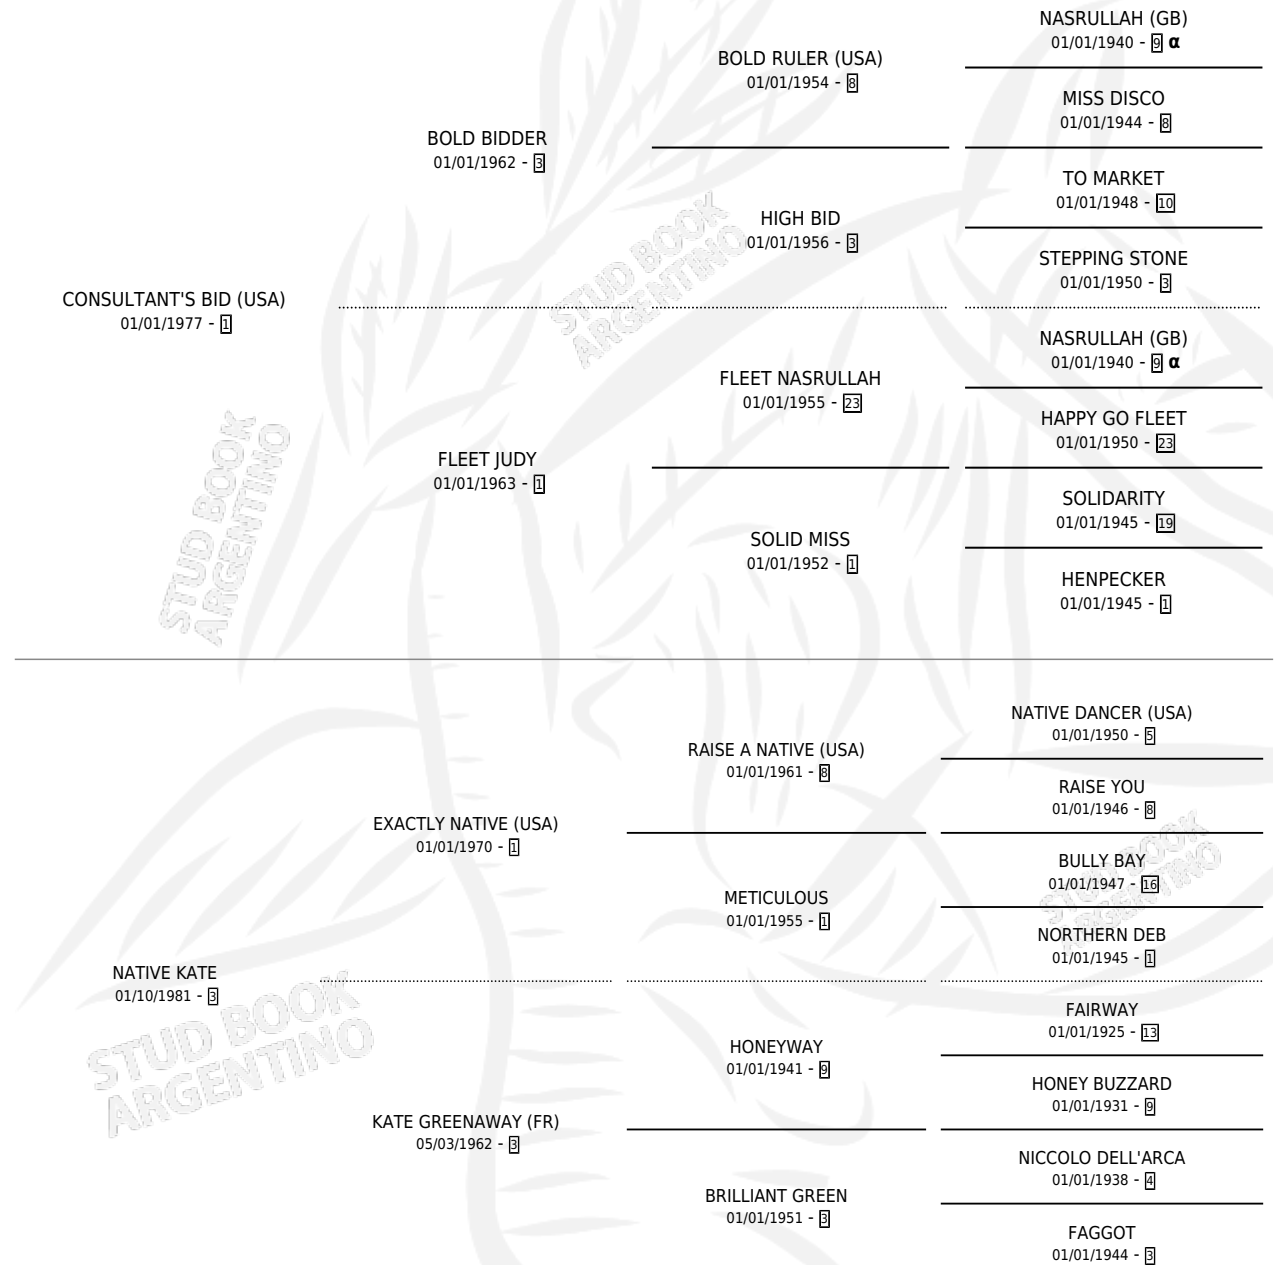 NASRULLAH (GB)
01/01/1940 - 9 α
BOLD RULER (USA)
01/01/1954 - 8
MISS DISCO
01/01/1944 - 8
BOLD BIDDER
01/01/1962 - 3
TO MARKET
01/01/1948 - 10
HIGH BID
01/01/1956 - 3
STEPPING STONE
01/01/1950 - 3
CONSULTANT'S BID (USA)
01/01/1977 - 1
NASRULLAH (GB)
01/01/1940 - 9 α
FLEET NASRULLAH
01/01/1955 - 23
HAPPY GO FLEET
01/01/1950 - 23
FLEET JUDY
01/01/1963 - 1
SOLIDARITY
01/01/1945 - 19
SOLID MISS
01/01/1952 - 1
HENPECKER
01/01/1945 - 1
NATIVE DANCER (USA)
01/01/1950 - 5
RAISE A NATIVE (USA)
01/01/1961 - 8
RAISE YOU
01/01/1946 - 8
EXACTLY NATIVE (USA)
01/01/1970 - 1
BULLY BAY
01/01/1947 - 16
METICULOUS
01/01/1955 - 1
NORTHERN DEB
01/01/1945 - 1
NATIVE KATE
01/10/1981 - 3
FAIRWAY
01/01/1925 - 13
HONEYWAY
01/01/1941 - 9
HONEY BUZZARD
01/01/1931 - 9
KATE GREENAWAY (FR)
05/03/1962 - 3
NICCOLO DELL'ARCA
01/01/1938 - 4
BRILLIANT GREEN
01/01/1951 - 3
FAGGOT
01/01/1944 - 3
STUD BOOK
ARGENTINO
STUD BOOK
ARGENTINO
STUD BOOK
ARGENTINO
STUD BOOK
ARGENTINO